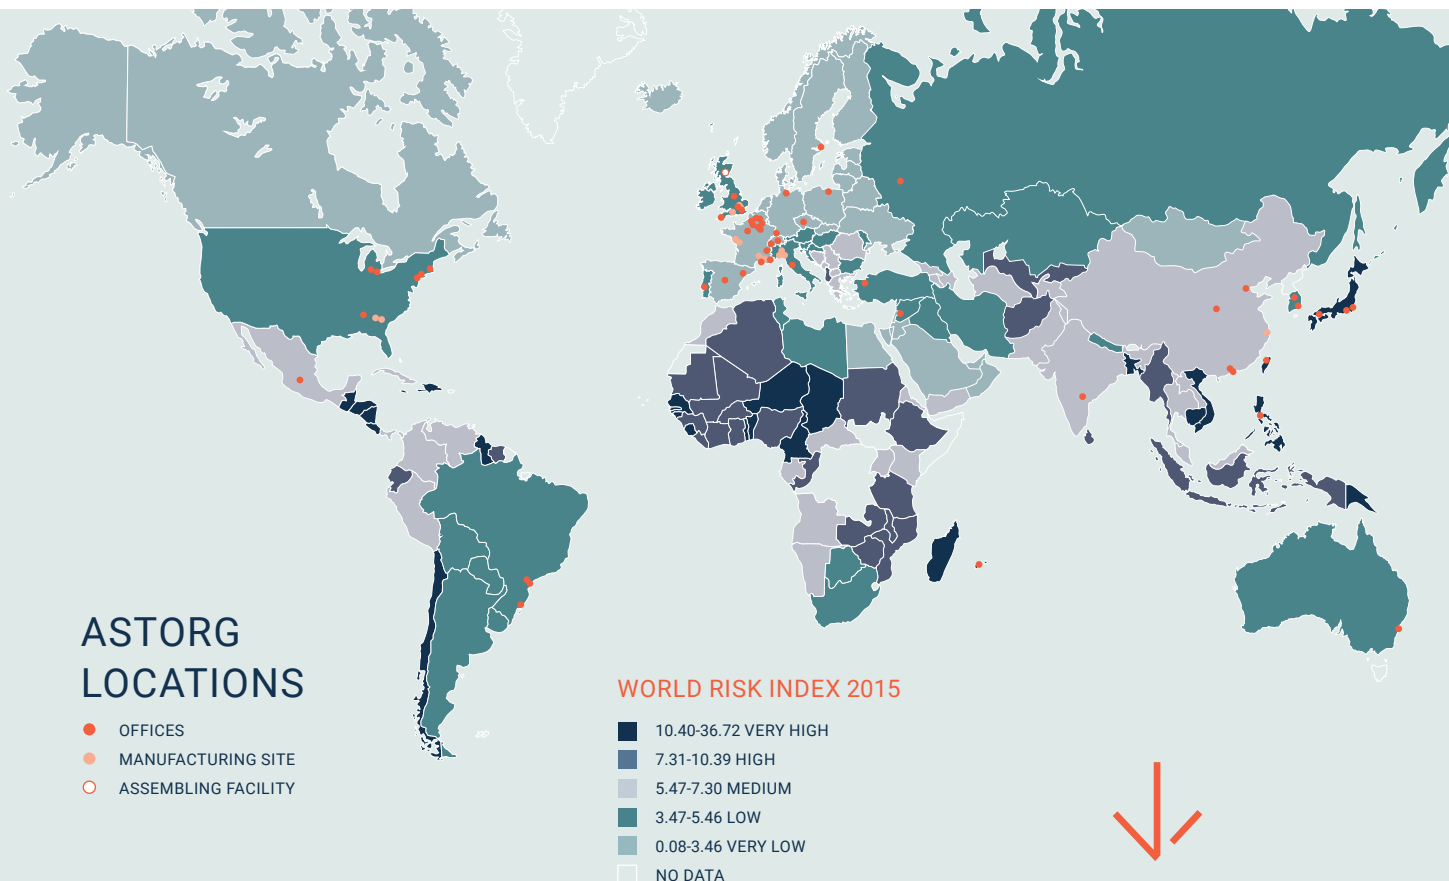 ASTORG
LOCATIONS
OFFICES
MANUFACTURING SITE
ASSEMBLING FACILITY
WORLD RISK INDEX 2015
10.40-36.72 VERY HIGH
7.31-10.39 HIGH
5.47-7.30 MEDIUM
3.47-5.46 LOW
0.08-3.46 VERY LOW
NO DATA